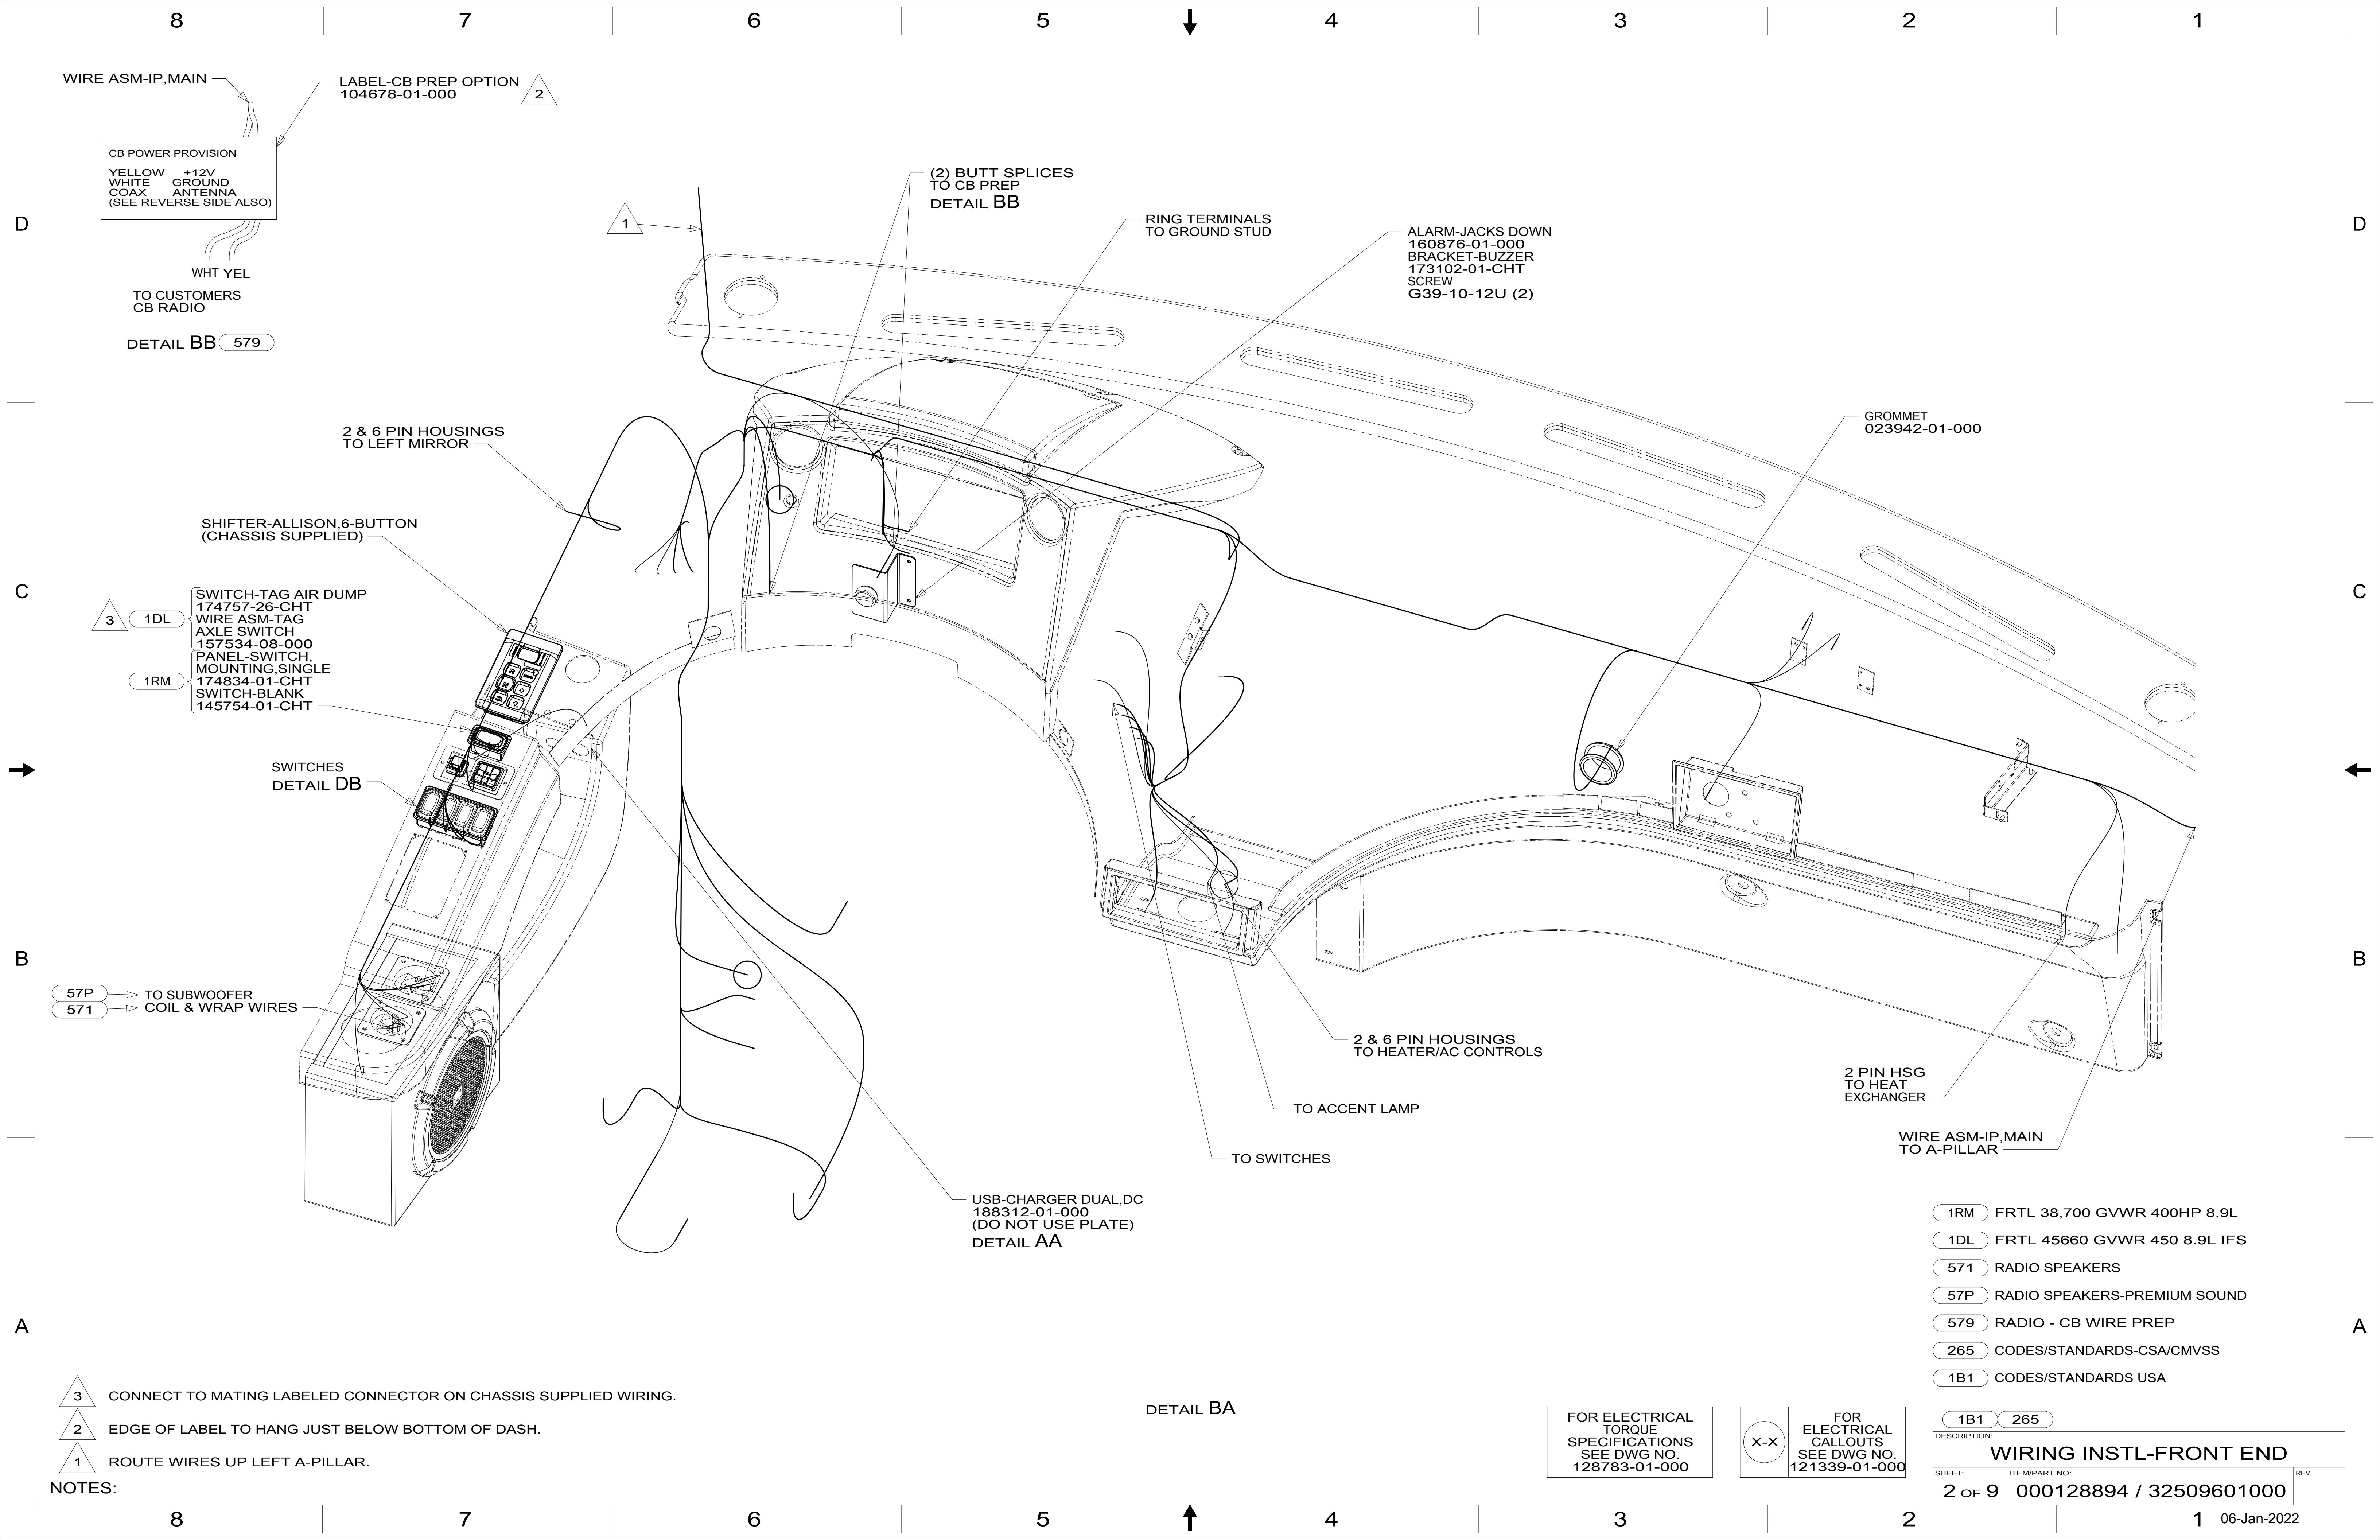 8 7 6 5 4 3 2 1
WIRE ASM-IP,MAIN
LABEL-CB PREP OPTION
104678-01-000
2
CB POWER PROVISION
YELLOW +12V
WHITE GROUND
COAX ANTENNA
(SEE REVERSE SIDE ALSO)
WHT YEL
TO CUSTOMERS
CB RADIO
DETAIL BB 579
D
D
1
(2) BUTT SPLICES
TO CB PREP
DETAIL BB
RING TERMINALS
TO GROUND STUD
ALARM-JACKS DOWN
160876-01-000
BRACKET-BUZZER
173102-01-CHT
SCREW
G39-10-12U (2)
GROMMET
023942-01-000
2 & 6 PIN HOUSINGS
TO LEFT MIRROR
SHIFTER-ALLISON,6-BUTTON
(CHASSIS SUPPLIED)
C
C
3
1DL
SWITCH-TAG AIR DUMP
174757-26-CHT
WIRE ASM-TAG
AXLE SWITCH
157534-08-000
1RM
PANEL-SWITCH,
MOUNTING,SINGLE
174834-01-CHT
SWITCH-BLANK
145754-01-CHT
SWITCHES
DETAIL DB
B
B
57P TO SUBWOOFER
571 COIL & WRAP WIRES
2 & 6 PIN HOUSINGS
TO HEATER/AC CONTROLS
TO ACCENT LAMP
TO SWITCHES
2 PIN HSG
TO HEAT
EXCHANGER
WIRE ASM-IP,MAIN
TO A-PILLAR
USB-CHARGER DUAL,DC
188312-01-000
(DO NOT USE PLATE)
DETAIL AA
A
A
1RM FRTL 38,700 GVWR 400HP 8.9L
1DL FRTL 45660 GVWR 450 8.9L IFS
571 RADIO SPEAKERS
57P RADIO SPEAKERS-PREMIUM SOUND
579 RADIO - CB WIRE PREP
265 CODES/STANDARDS-CSA/CMVSS
1B1 CODES/STANDARDS USA
3 CONNECT TO MATING LABELED CONNECTOR ON CHASSIS SUPPLIED WIRING.
2 EDGE OF LABEL TO HANG JUST BELOW BOTTOM OF DASH.
1 ROUTE WIRES UP LEFT A-PILLAR.
NOTES:
DETAIL BA
FOR ELECTRICAL
TORQUE
SPECIFICATIONS
SEE DWG NO.
128783-01-000
X-X
FOR
ELECTRICAL
CALLOUTS
SEE DWG NO.
121339-01-000
1B1 265
DESCRIPTION:
WIRING INSTL-FRONT END
SHEET: ITEM/PART NO: REV
2 OF 9 000128894 / 32509601000
8 7 6 5 4 3 2 1
06-Jan-2022